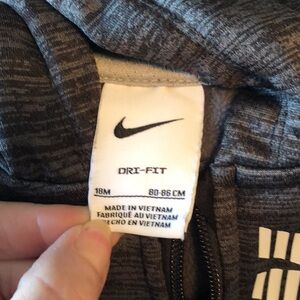 DRI-FIT
18M 80-86 CM
MADE IN VIETNAM
FABRIQUÉ AU VIETNAM
HECHO EN VIETNAM